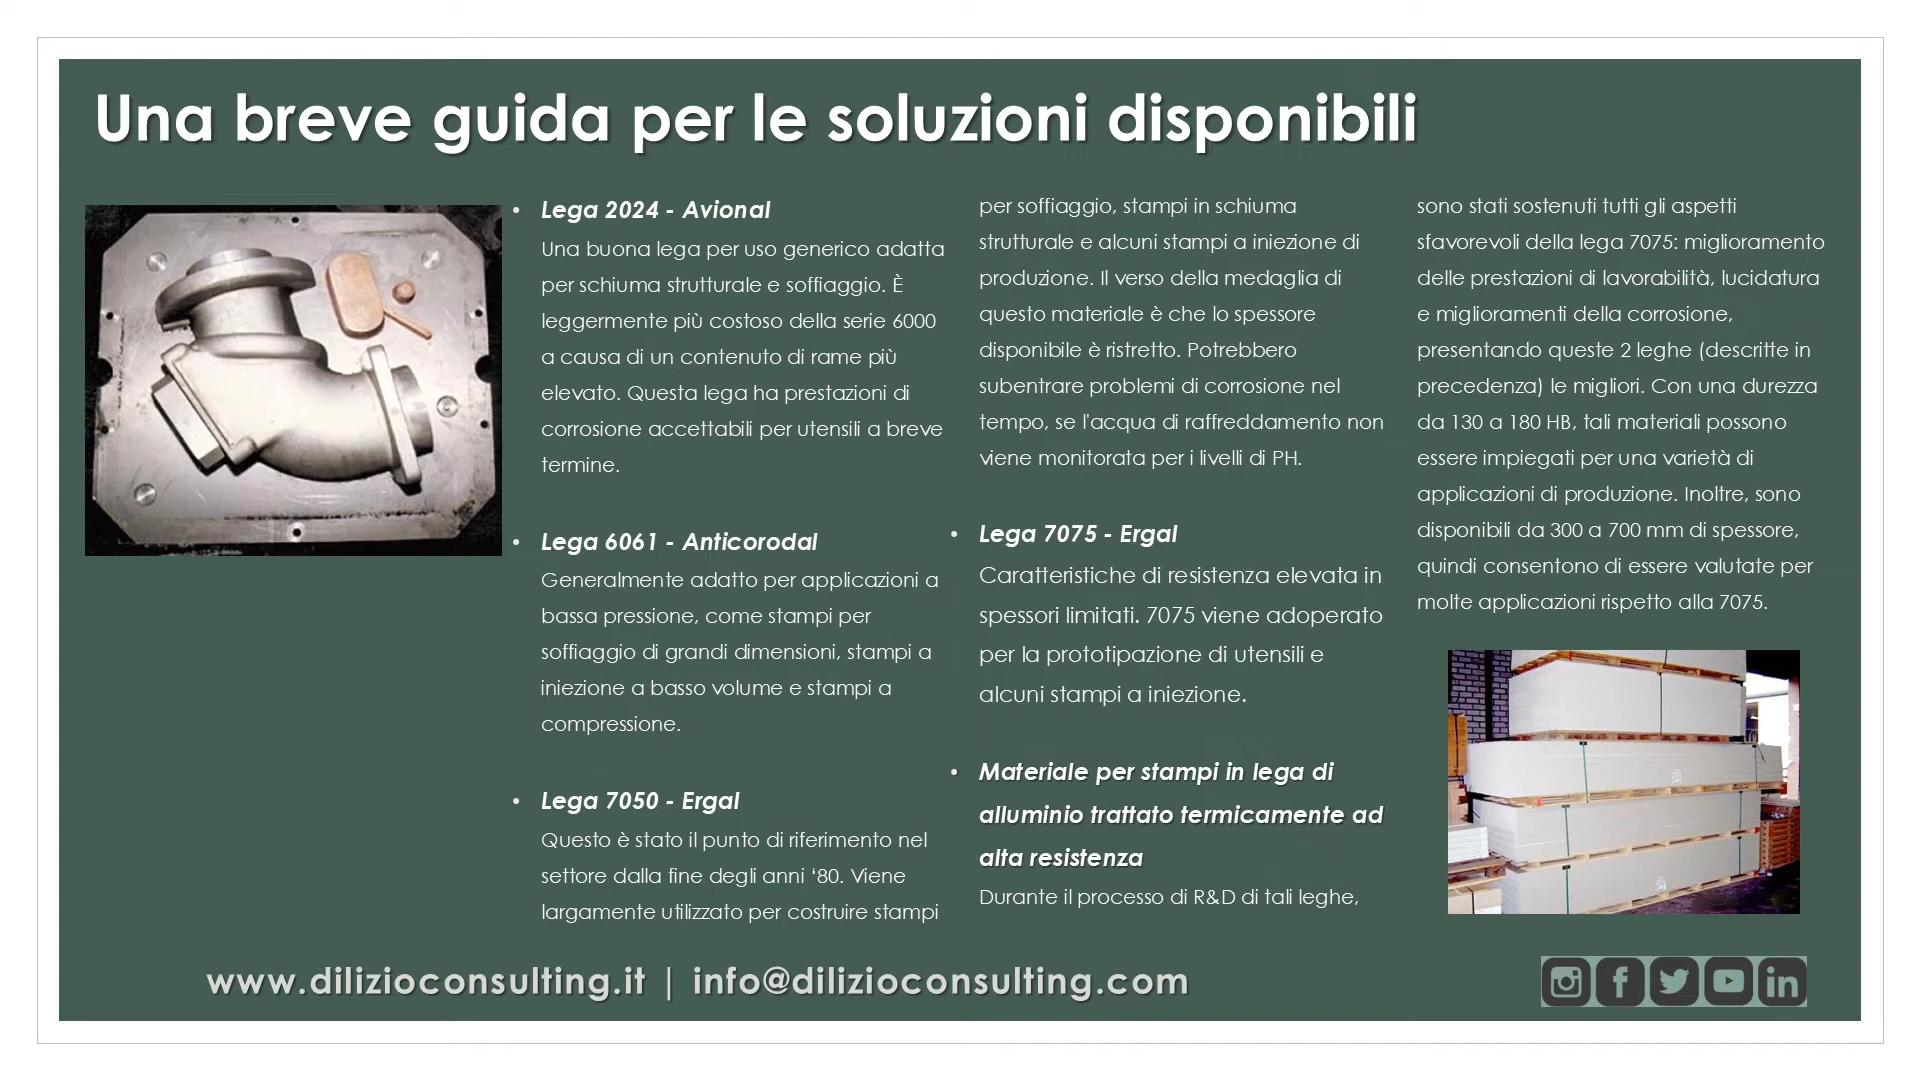 Una breve guida per le soluzioni disponibili
• Lega 2024 - Avional
Una buona lega per uso generico adatta
per schiuma strutturale e soffiaggio. È
leggermente più costoso della serie 6000
a causa di un contenuto di rame più
elevato. Questa lega ha prestazioni di
corrosione accettabili per utensili a breve
termine.
• Lega 6061 - Anticorodal
Generalmente adatto per applicazioni a
bassa pressione, come stampi per
soffiaggio di grandi dimensioni, stampi a
iniezione a basso volume e stampi a
compressione.
• Lega 7050 - Ergal
Questo è stato il punto di riferimento nel
settore dalla fine degli anni ‘80. Viene
largamente utilizzato per costruire stampi
per soffiaggio, stampi in schiuma
strutturale e alcuni stampi a iniezione di
produzione. Il verso della medaglia di
questo materiale è che lo spessore
disponibile è ristretto. Potrebbero
subentrare problemi di corrosione nel
tempo, se l'acqua di raffreddamento non
viene monitorata per i livelli di PH.
• Lega 7075 - Ergal
Caratteristiche di resistenza elevata in
spessori limitati. 7075 viene adoperato
per la prototipazione di utensili e
alcuni stampi a iniezione.
• Materiale per stampi in lega di
alluminio trattato termicamente ad
alta resistenza
Durante il processo di R&D di tali leghe,
sono stati sostenuti tutti gli aspetti
sfavorevoli della lega 7075: miglioramento
delle prestazioni di lavorabilità, lucidatura
e miglioramenti della corrosione,
presentando queste 2 leghe (descritte in
precedenza) le migliori. Con una durezza
da 130 a 180 HB, tali materiali possono
essere impiegati per una varietà di
applicazioni di produzione. Inoltre, sono
disponibili da 300 a 700 mm di spessore,
quindi consentono di essere valutate per
molte applicazioni rispetto alla 7075.
www.dilizioconsulting.it | info@dilizioconsulting.com